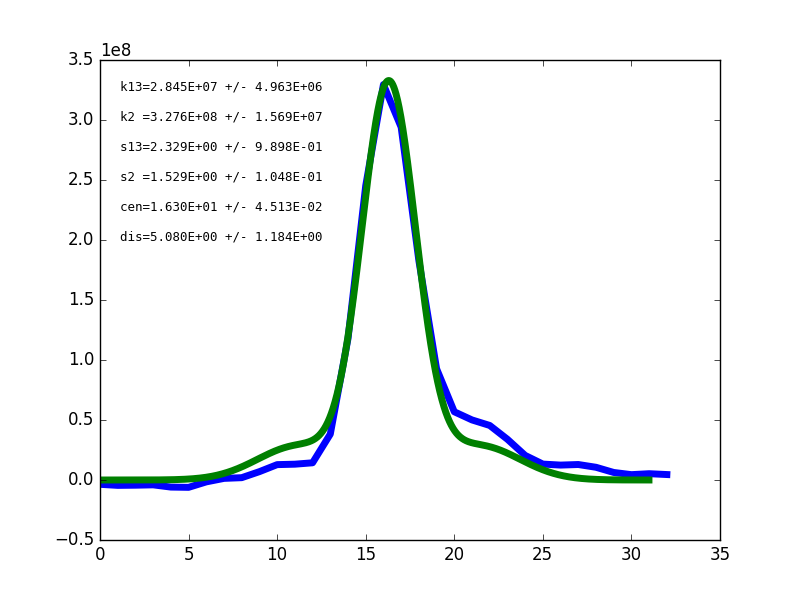 1e8
3.5
3.0
2.5
2.0
1.5
1.0
0.5
0.0
−0.5
k13=2.845E+07 +/- 4.963E+06
k2 =3.276E+08 +/- 1.569E+07
s13=2.329E+00 +/- 9.898E-01
s2 =1.529E+00 +/- 1.048E-01
cen=1.630E+01 +/- 4.513E-02
dis=5.080E+00 +/- 1.184E+00
0 5 10 15 20 25 30 35